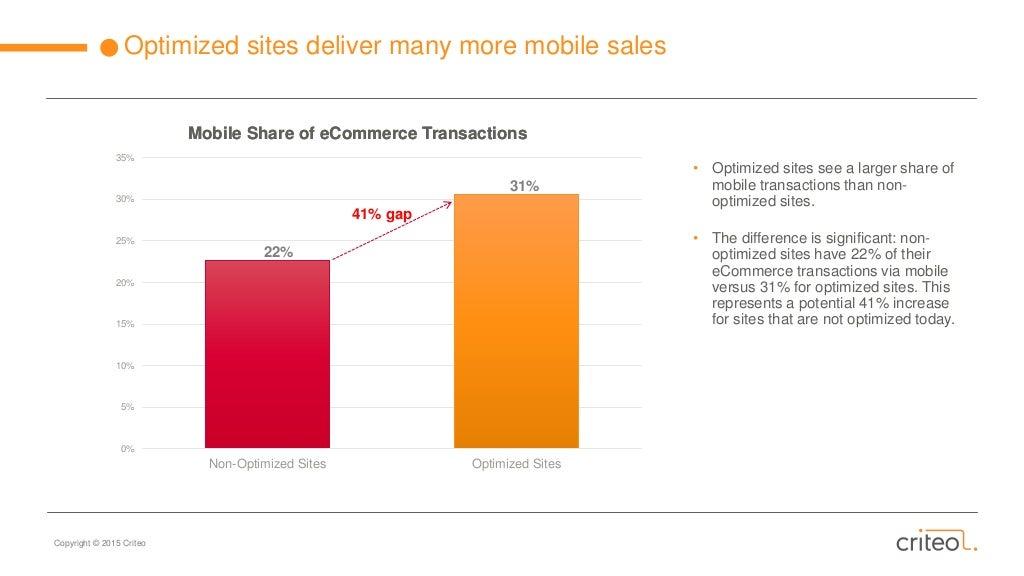 Optimized sites deliver many more mobile sales
Mobile Share of eCommerce Transactions
35%
30%
25%
20%
15%
10%
5%
0%
22%
41% gap
31%
Non-Optimized Sites
Optimized Sites
• Optimized sites see a larger share of
mobile transactions than non-
optimized sites.
• The difference is significant: non-
optimized sites have 22% of their
eCommerce transactions via mobile
versus 31% for optimized sites. This
represents a potential 41% increase
for sites that are not optimized today.
Copyright © 2015 Criteo
criteo.